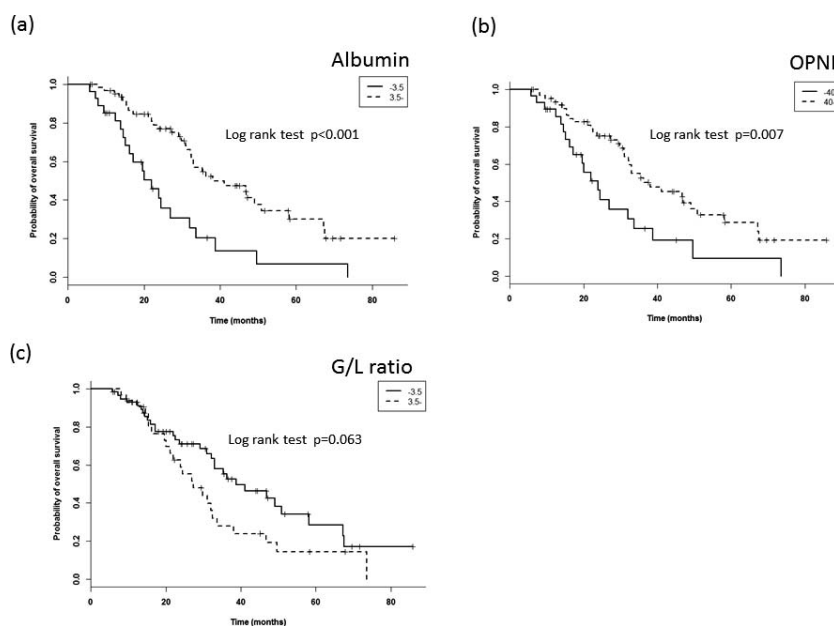 (a)
Albumin
-3.5
3.5-
Log rank test p<0.001
Probability of overall survival
1.0
0.8
0.6
0.4
0.2
0.0
0
20
40
60
80
Time (months)
(b)
OPNI
-40
40-
Log rank test p=0.007
Probability of overall survival
1.0
0.8
0.6
0.4
0.2
0.0
0
20
40
60
80
Time (months)
(c)
G/L ratio
-3.5
3.5-
Log rank test p=0.063
Probability of overall survival
1.0
0.8
0.6
0.4
0.2
0.0
0
20
40
60
80
Time (months)